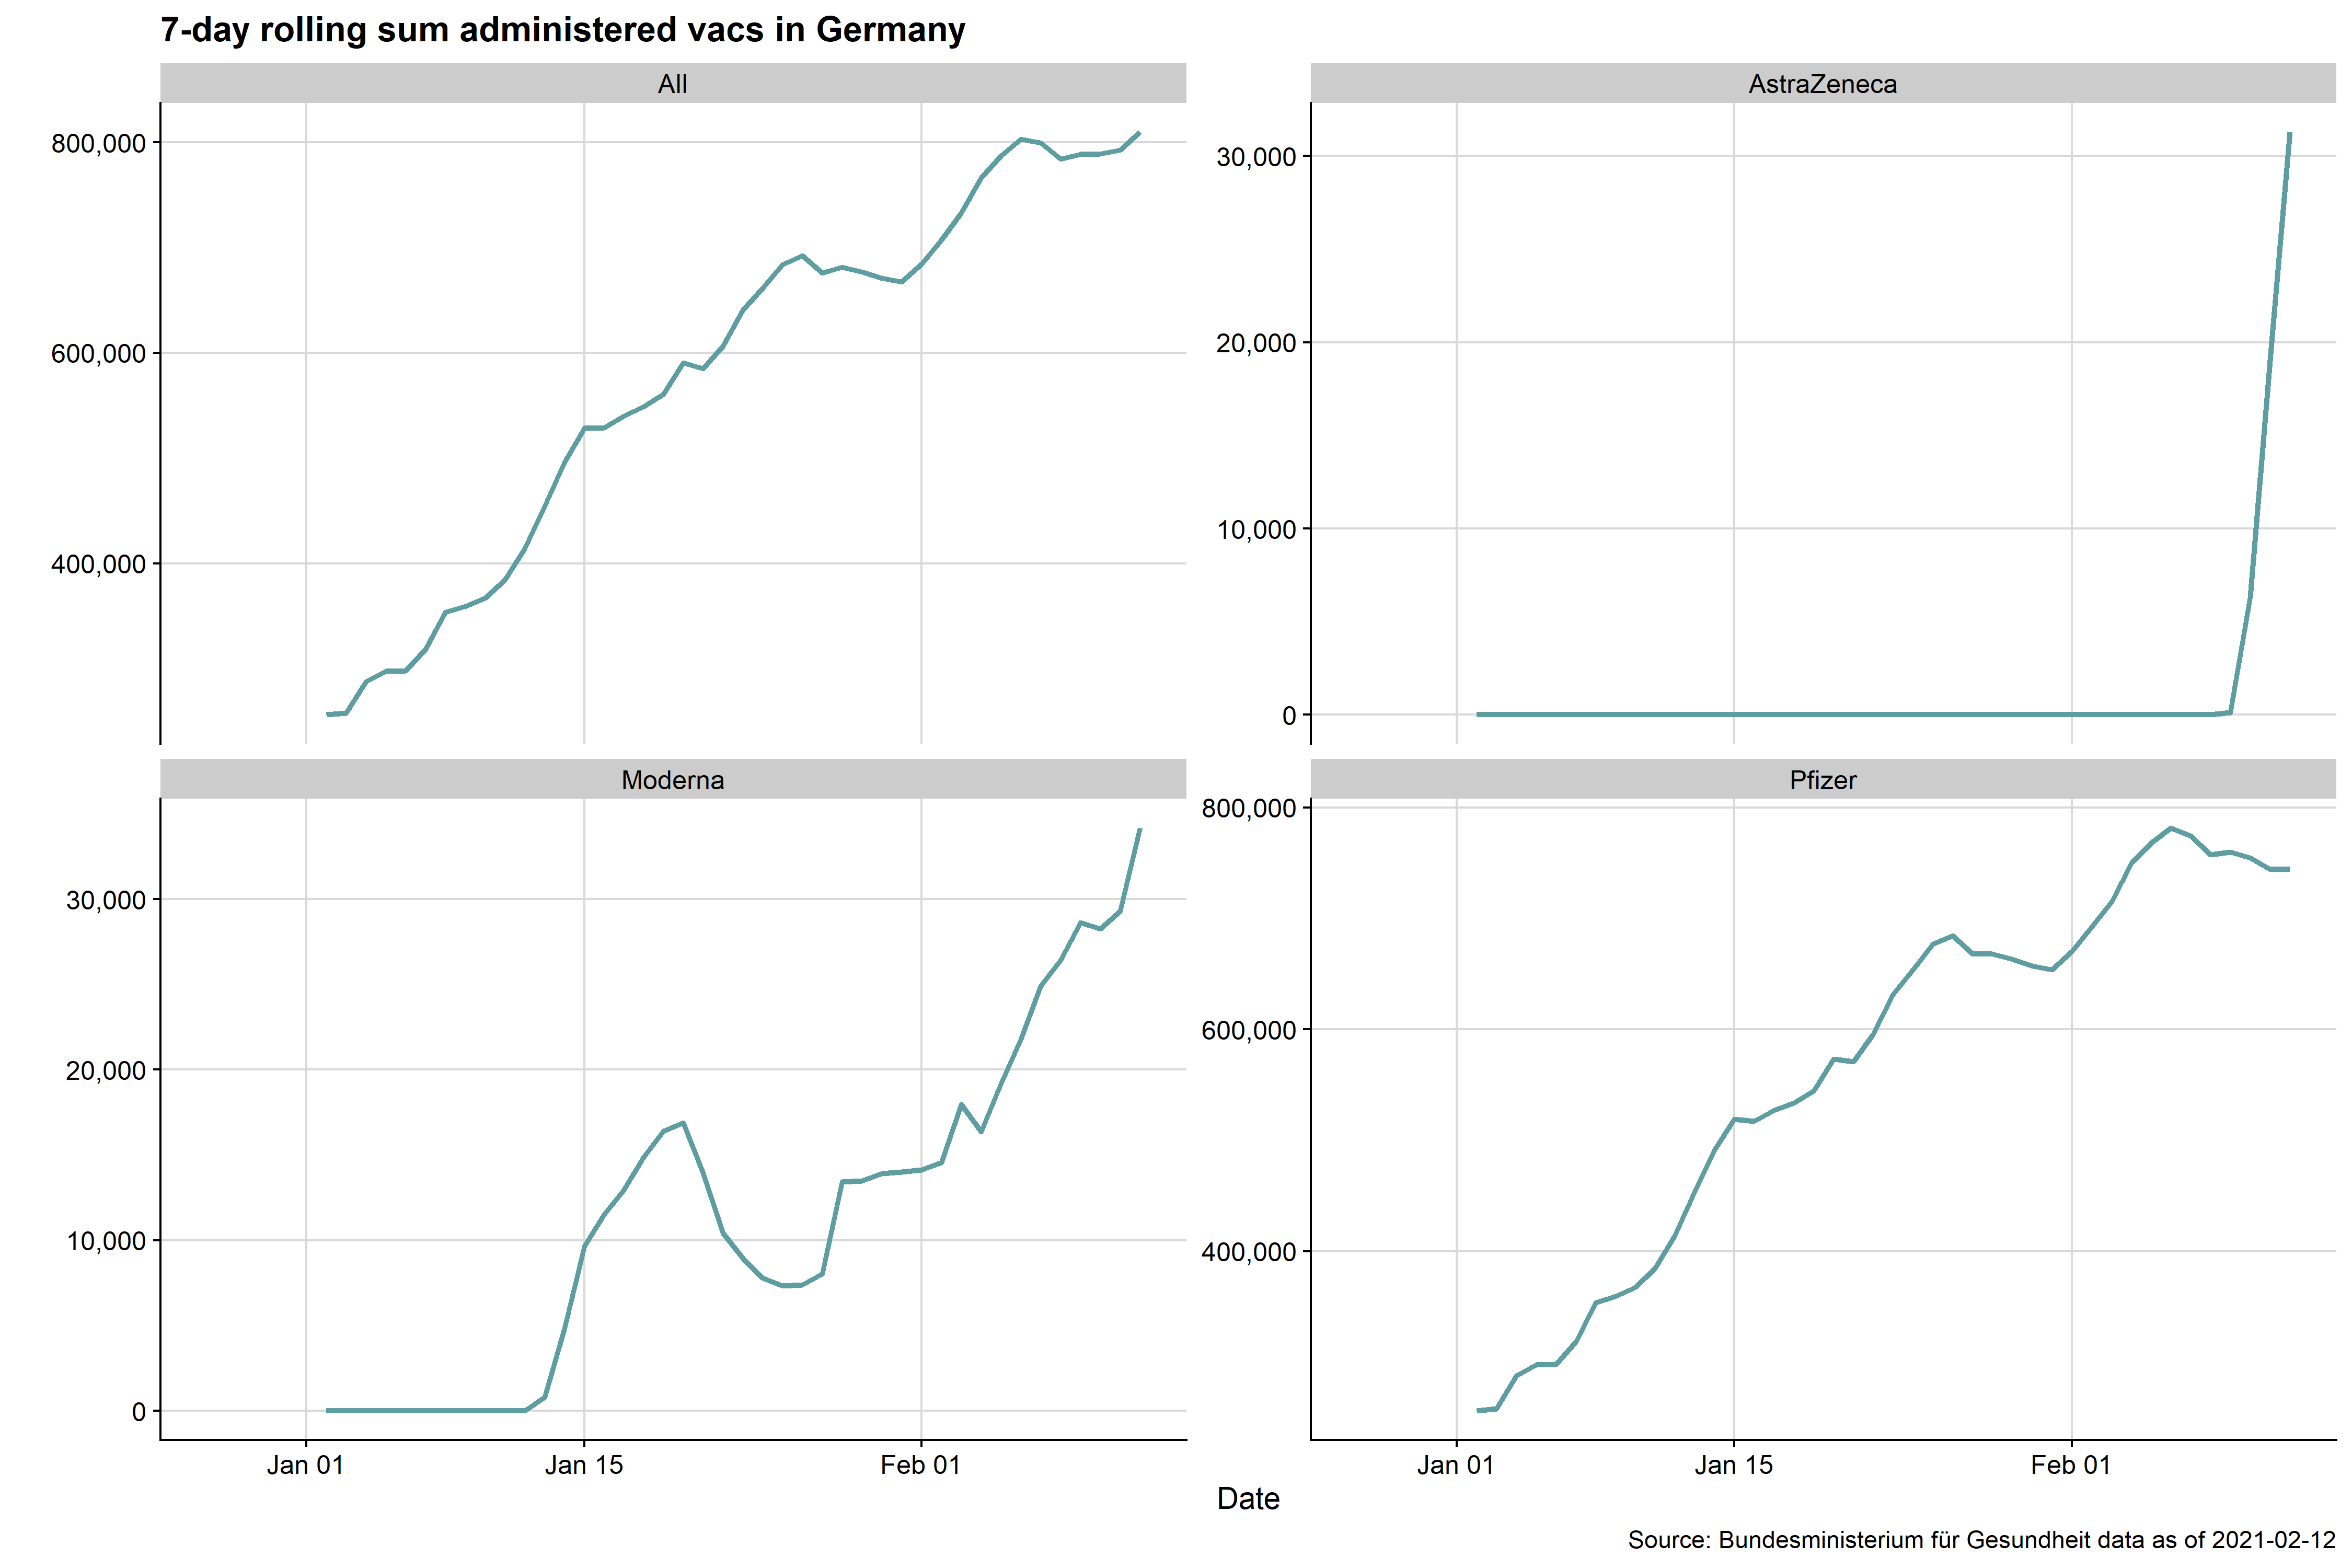 7-day rolling sum administered vacs in Germany
All
AstraZeneca
800,000
600,000
400,000
30,000
20,000
10,000
0
Moderna
Pfizer
30,000
20,000
10,000
0
800,000
600,000
400,000
Jan 01
Jan 15
Feb 01
Jan 01
Jan 15
Feb 01
Date
Source: Bundesministerium für Gesundheit data as of 2021-02-12